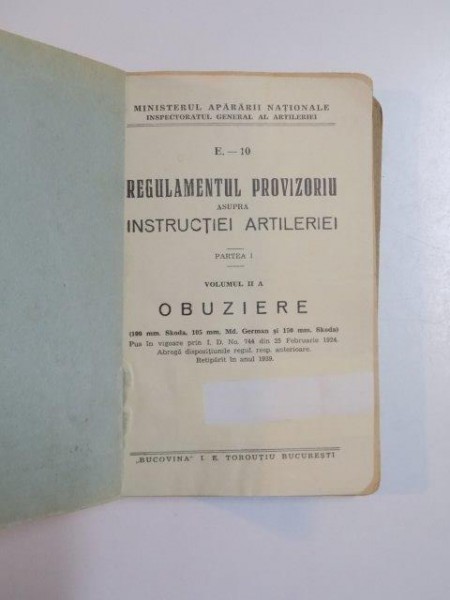 MINISTERUL APĂRĂRII NAȚIONALE
INSPECTORATUL GENERAL AL ARTILERIEI
E.—10
REGULAMENTUL PROVIZORIU
ASUPRA
INSTRUCȚIEI ARTILERIEI
PARTEA I
VOLUMUL II A
OBUZIERE
(100 mm. Skoda, 105 mm. Md. German și 150 mm. Skoda)
Pus în vigoare prin I. D. No. 744 din 25 Februarie 1924.
Abrogă dispozițiunile regul. resp. anterioare.
Retipărit în anul 1939.
„BUCOVINA" I. E. TOROUȚIU BUCUREȘTI